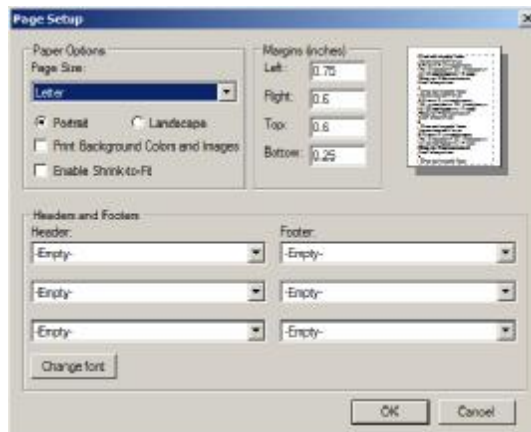 Page Setup
Paper Options
Page Size:
Letter
Portrait
Landscape
Print Background Colors and Images
Enable Shrink-to-Fit
Margins (inches)
Left: 0.75
Right: 0.6
Top: 0.6
Bottom: 0.25
Headers and Footers
Header:
Footer:
-Empty-
-Empty-
-Empty-
-Empty-
-Empty-
-Empty-
Change font
OK
Cancel